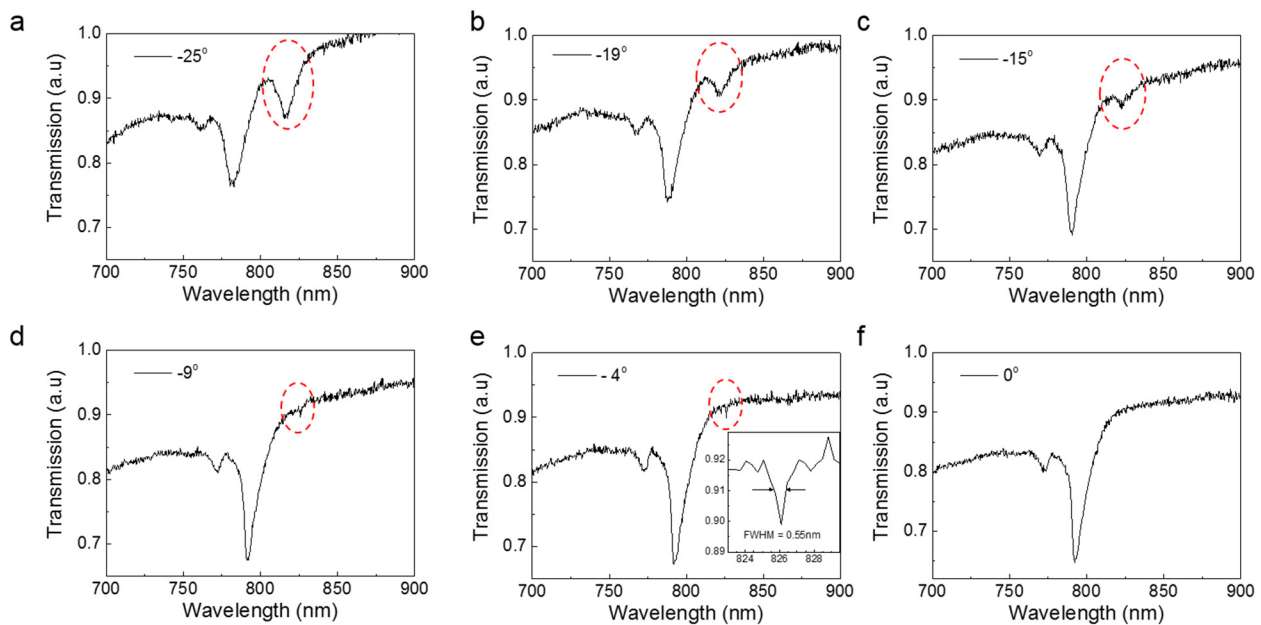 a
-25°
1.0
0.9
0.8
0.7
Transmission (a.u)
700 750 800 850 900
Wavelength (nm)
b
-19°
1.0
0.9
0.8
0.7
Transmission (a.u)
700 750 800 850 900
Wavelength (nm)
c
-15°
1.0
0.9
0.8
0.7
Transmission (a.u)
700 750 800 850 900
Wavelength (nm)
d
-9°
1.0
0.9
0.8
0.7
Transmission (a.u)
700 750 800 850 900
Wavelength (nm)
e
- 4°
1.0
0.9
0.8
0.7
Transmission (a.u)
0.92
0.91
0.90
0.89
FWHM = 0.55nm
824 826 828
700 750 800 850 900
Wavelength (nm)
f
0°
1.0
0.9
0.8
0.7
Transmission (a.u)
700 750 800 850 900
Wavelength (nm)